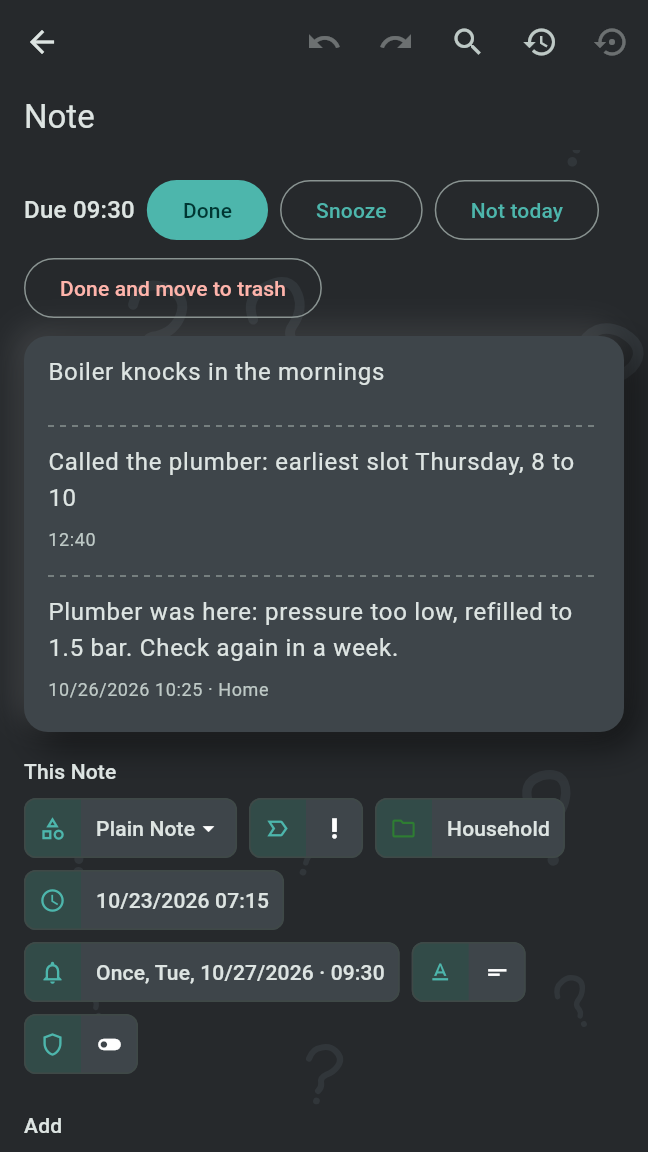 Note
Due 09:30
Done
Snooze
Not today
Done and move to trash
Boiler knocks in the mornings
Called the plumber: earliest slot Thursday, 8 to
10
12:40
Plumber was here: pressure too low, refilled to
1.5 bar. Check again in a week.
10/26/2026 10:25 · Home
This Note
Plain Note
!
Household
10/23/2026 07:15
Once, Tue, 10/27/2026 · 09:30
A
Add